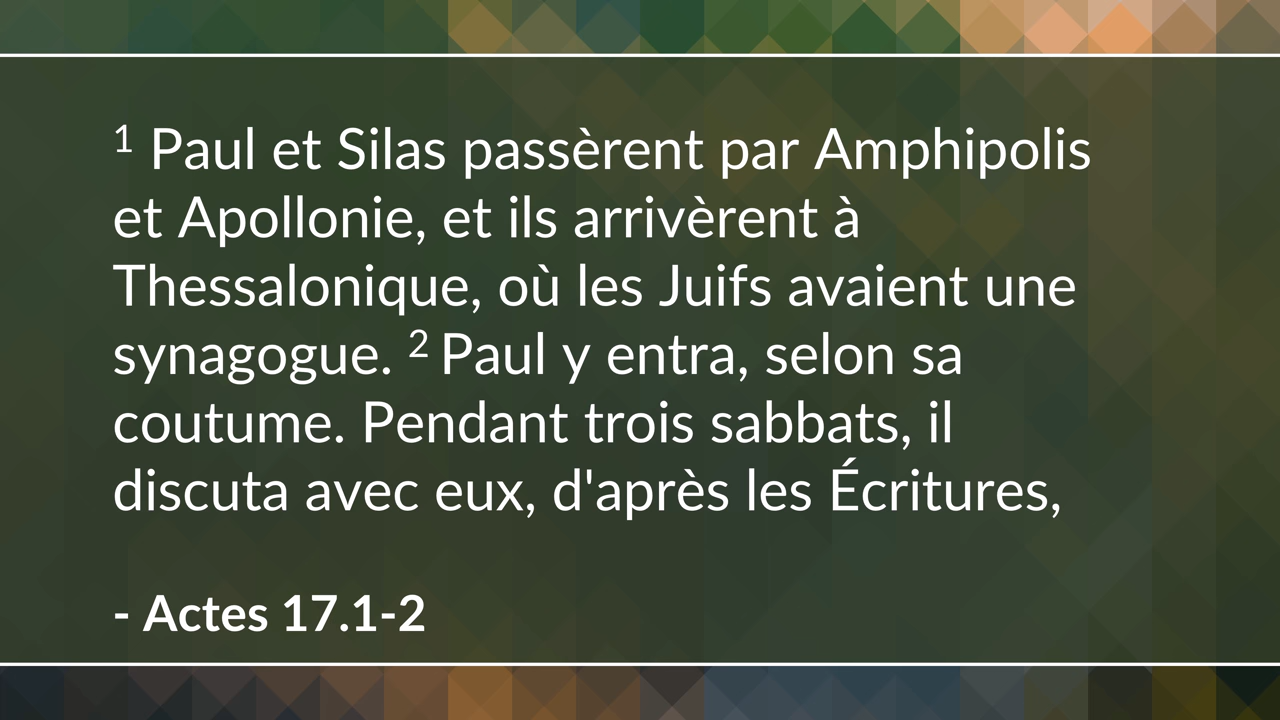 1 Paul et Silas passèrent par Amphipolis
et Apollonie, et ils arrivèrent à
Thessalonique, où les Juifs avaient une
synagogue. 2 Paul y entra, selon sa
coutume. Pendant trois sabbats, il
discuta avec eux, d'après les Écritures,
- Actes 17.1-2